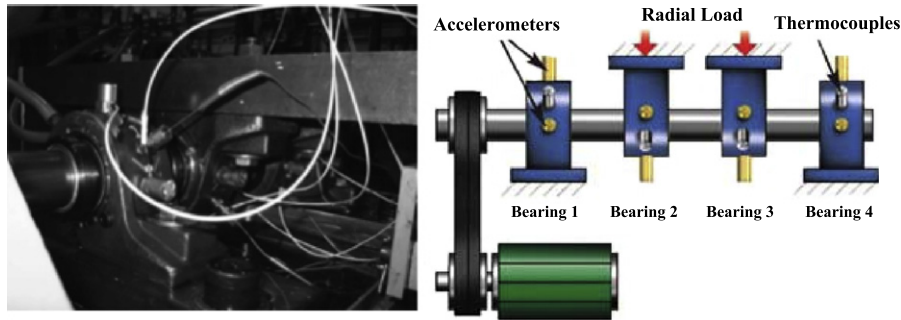 Radial Load
Accelerometers
Thermocouples
Bearing 1
Bearing 2
Bearing 3
Bearing 4